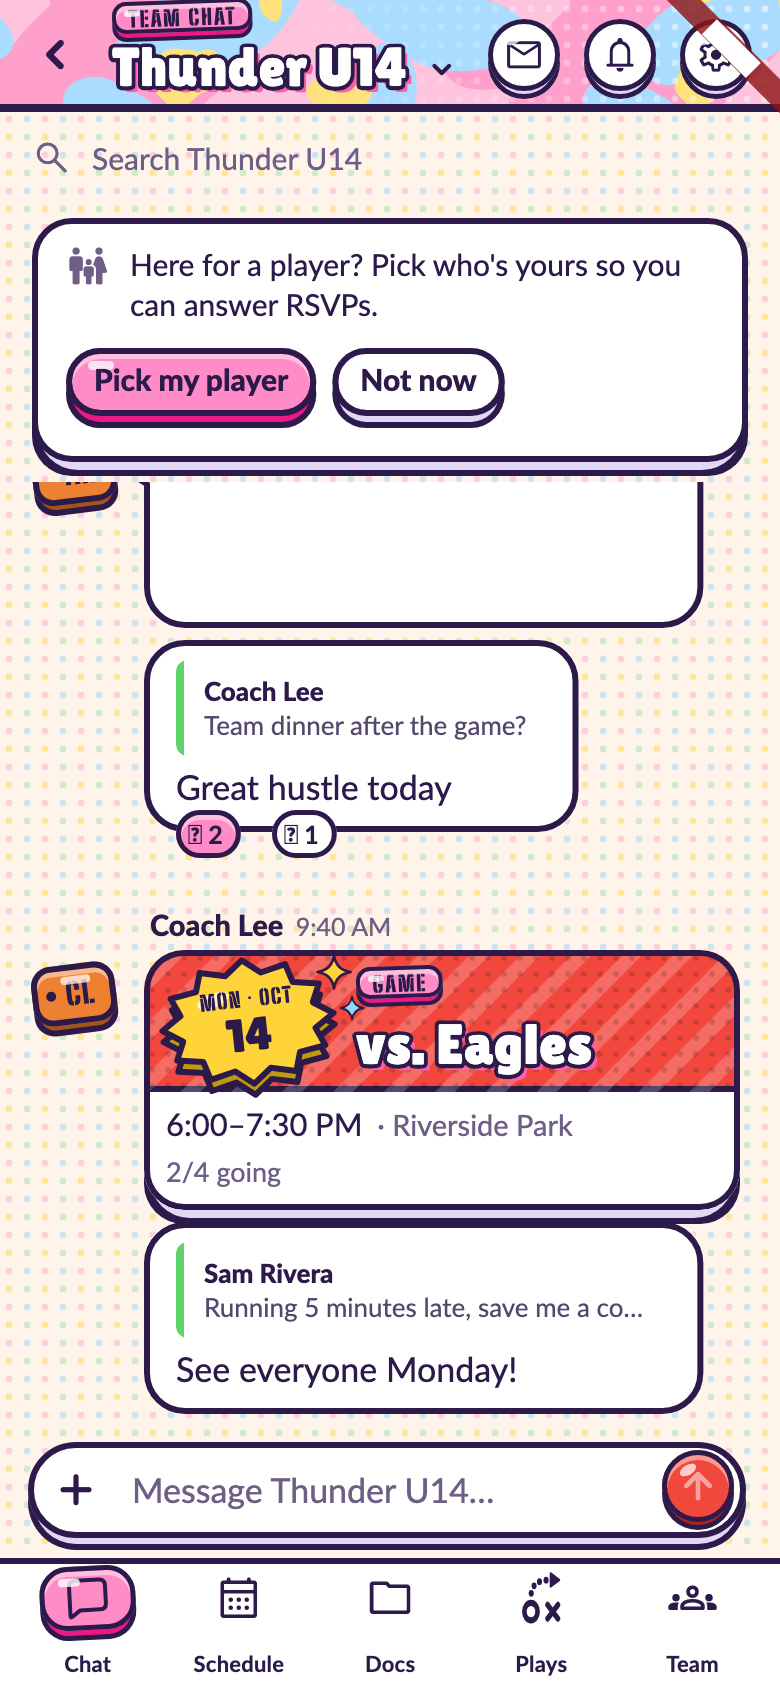 TEAM CHAT
Thunder U14
Search Thunder U14
Here for a player? Pick who's yours so you
can answer RSVPs.
Pick my player
Not now
Coach Lee
Team dinner after the game?
Great hustle today
2
1
Coach Lee 9:40 AM
CL
MON · OCT
14
GAME
vs. Eagles
6:00–7:30 PM · Riverside Park
2/4 going
Sam Rivera
Running 5 minutes late, save me a co...
See everyone Monday!
Message Thunder U14...
Chat
Schedule
Docs
Plays
Team